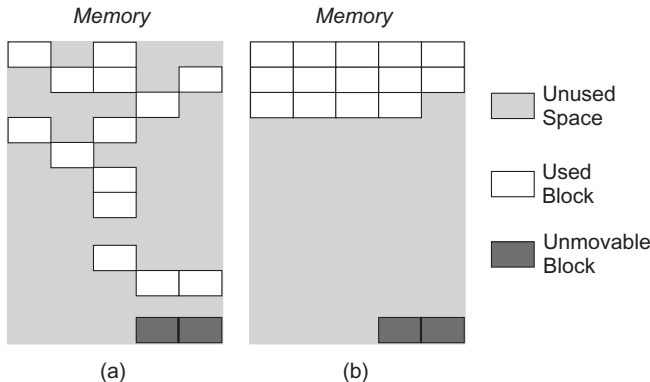 Memory
Memory
Unused
Space
Used
Block
Unmovable
Block
(a)
(b)